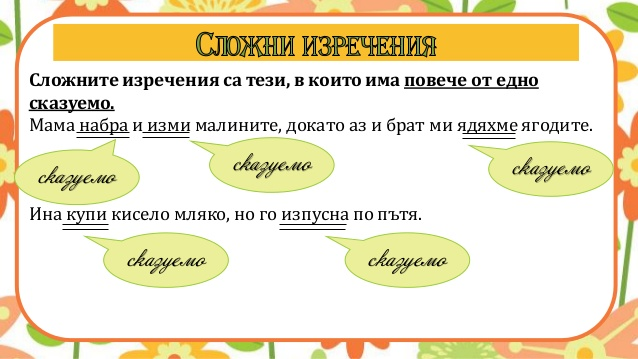 Сложни изречения
Сложните изречения са тези, в които има повече от едно
сказуемо.
Мама набра и изми малините, докато аз и брат ми ядяхме ягодите.
сказуемо
сказуемо
сказуемо
Ина купи кисело мляко, но го изпусна по пътя.
сказуемо
сказуемо